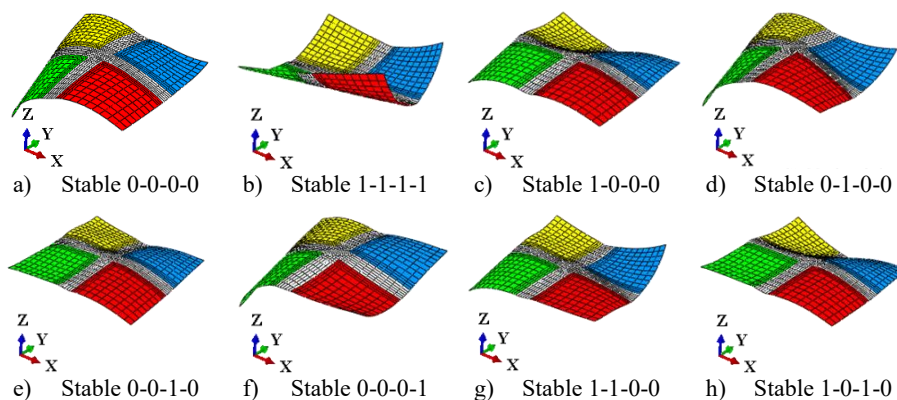 Z Y X
Z Y X
Z Y X
Z Y X
a) Stable 0-0-0-0 b) Stable 1-1-1-1 c) Stable 1-0-0-0 d) Stable 0-1-0-0
Z Y X
Z Y X
Z Y X
Z Y X
e) Stable 0-0-1-0 f) Stable 0-0-0-1 g) Stable 1-1-0-0 h) Stable 1-0-1-0